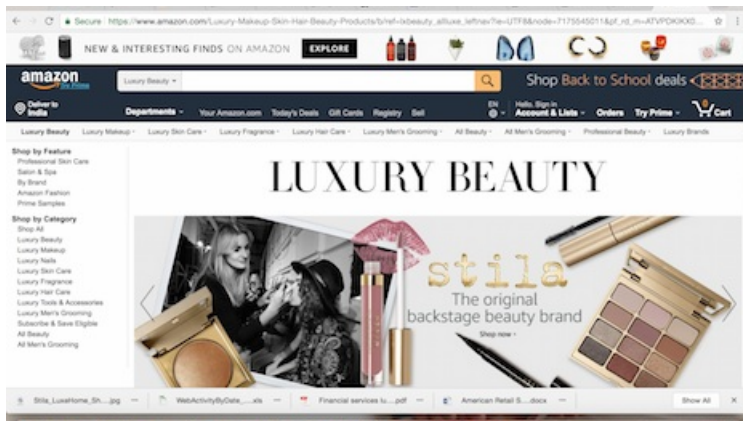 Secure https://www.amazon.com/Luxury-Makeup-Skin-Hair-Beauty-Products/b/ref=lxbeauty_allluxe_leftnav?ie=UTF8&node=7175545011&pf_rd_m=ATVPDKIKX0...
NEW & INTERESTING FINDS ON AMAZON EXPLORE
amazon
Try Prime
Luxury Beauty
Shop Back to School deals
Deliver to
India
Departments Your Amazon.com Today's Deals Gift Cards Registry Sell
EN
Hello. Sign in
Account & Lists Orders Try Prime 0 Cart
Luxury Beauty Luxury Makeup Luxury Skin Care Luxury Fragrance Luxury Hair Care Luxury Men's Grooming All Beauty All Men's Grooming Professional Beauty Luxury Brands
Shop by Feature
Professional Skin Care
Salon & Spa
By Brand
Amazon Fashion
Prime Samples
Shop by Category
Shop All
Luxury Beauty
Luxury Makeup
Luxury Nails
Luxury Skin Care
Luxury Fragrance
Luxury Hair Care
Luxury Tools & Accessories
Luxury Men's Grooming
Subscribe & Save Eligible
All Beauty
All Men's Grooming
LUXURY BEAUTY
stila
The original
backstage beauty brand
Shop now
Stila_LuxeHome_Sh....jpg
WebActivityByDate_....xls
Financial services lu....pdf
American Retail S....docx
Show All